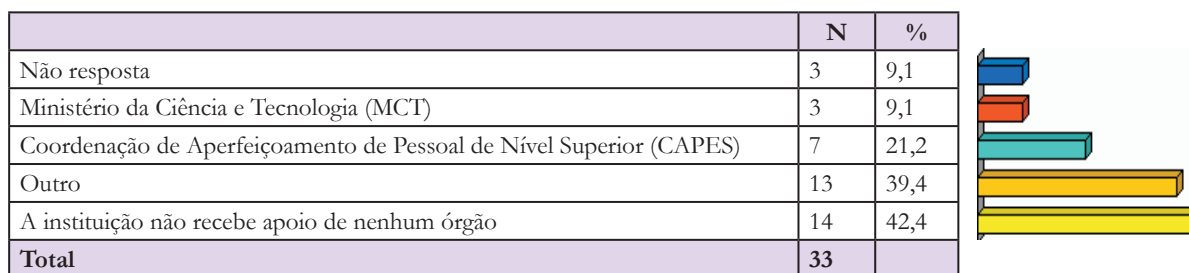 N %
Não resposta 3 9,1
Ministério da Ciência e Tecnologia (MCT) 3 9,1
Coordenação de Aperfeiçoamento de Pessoal de Nível Superior (CAPES) 7 21,2
Outro 13 39,4
A instituição não recebe apoio de nenhum órgão 14 42,4
Total 33